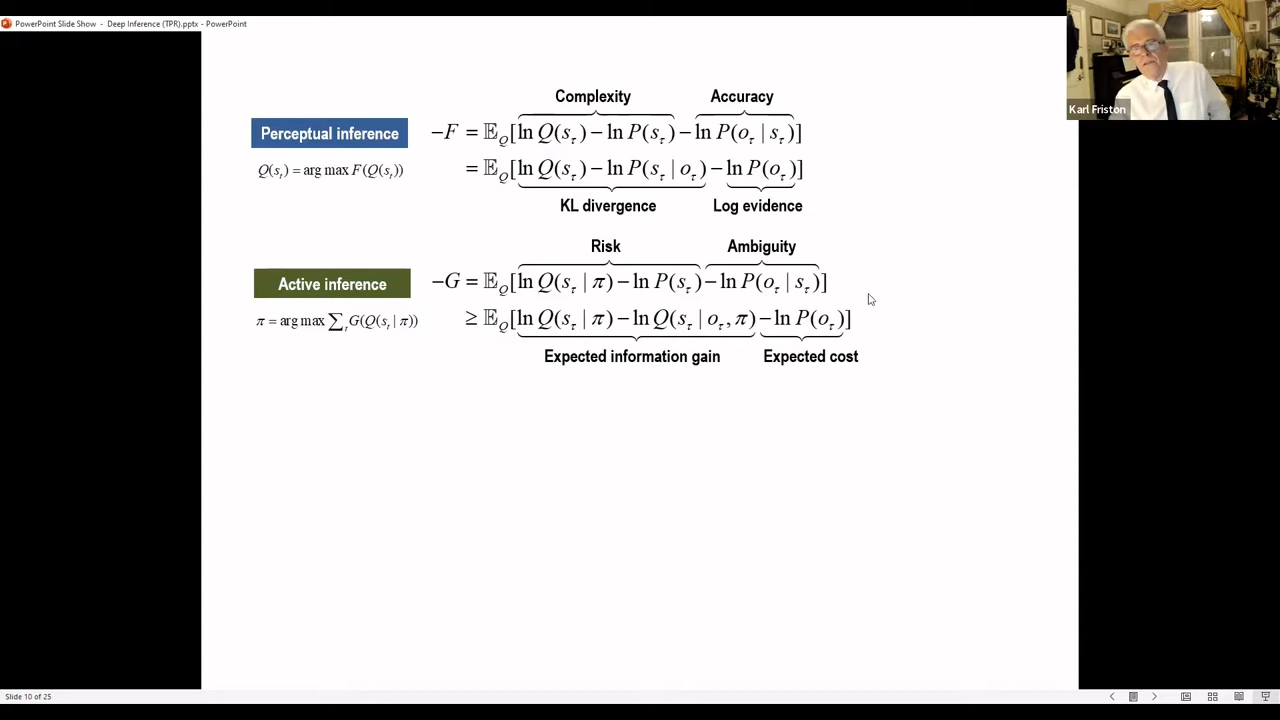 PowerPoint Slide Show - Deep Inference (TPR).pptx - PowerPoint
Karl Friston
Complexity Accuracy
Perceptual inference
−F = 𝔼_Q[ln Q(s_τ) − ln P(s_τ) − ln P(o_τ | s_τ)]
Q(s_t) = arg max F(Q(s_t))
= 𝔼_Q[ln Q(s_τ) − ln P(s_τ | o_τ) − ln P(o_τ)]
KL divergence Log evidence
Risk Ambiguity
Active inference
−G = 𝔼_Q[ln Q(s_τ | π) − ln P(s_τ) − ln P(o_τ | s_τ)]
π = arg max ∑_t G(Q(s_t | π))
≥ 𝔼_Q[ln Q(s_τ | π) − ln Q(s_τ | o_τ, π) − ln P(o_τ)]
Expected information gain Expected cost
Slide 10 of 25